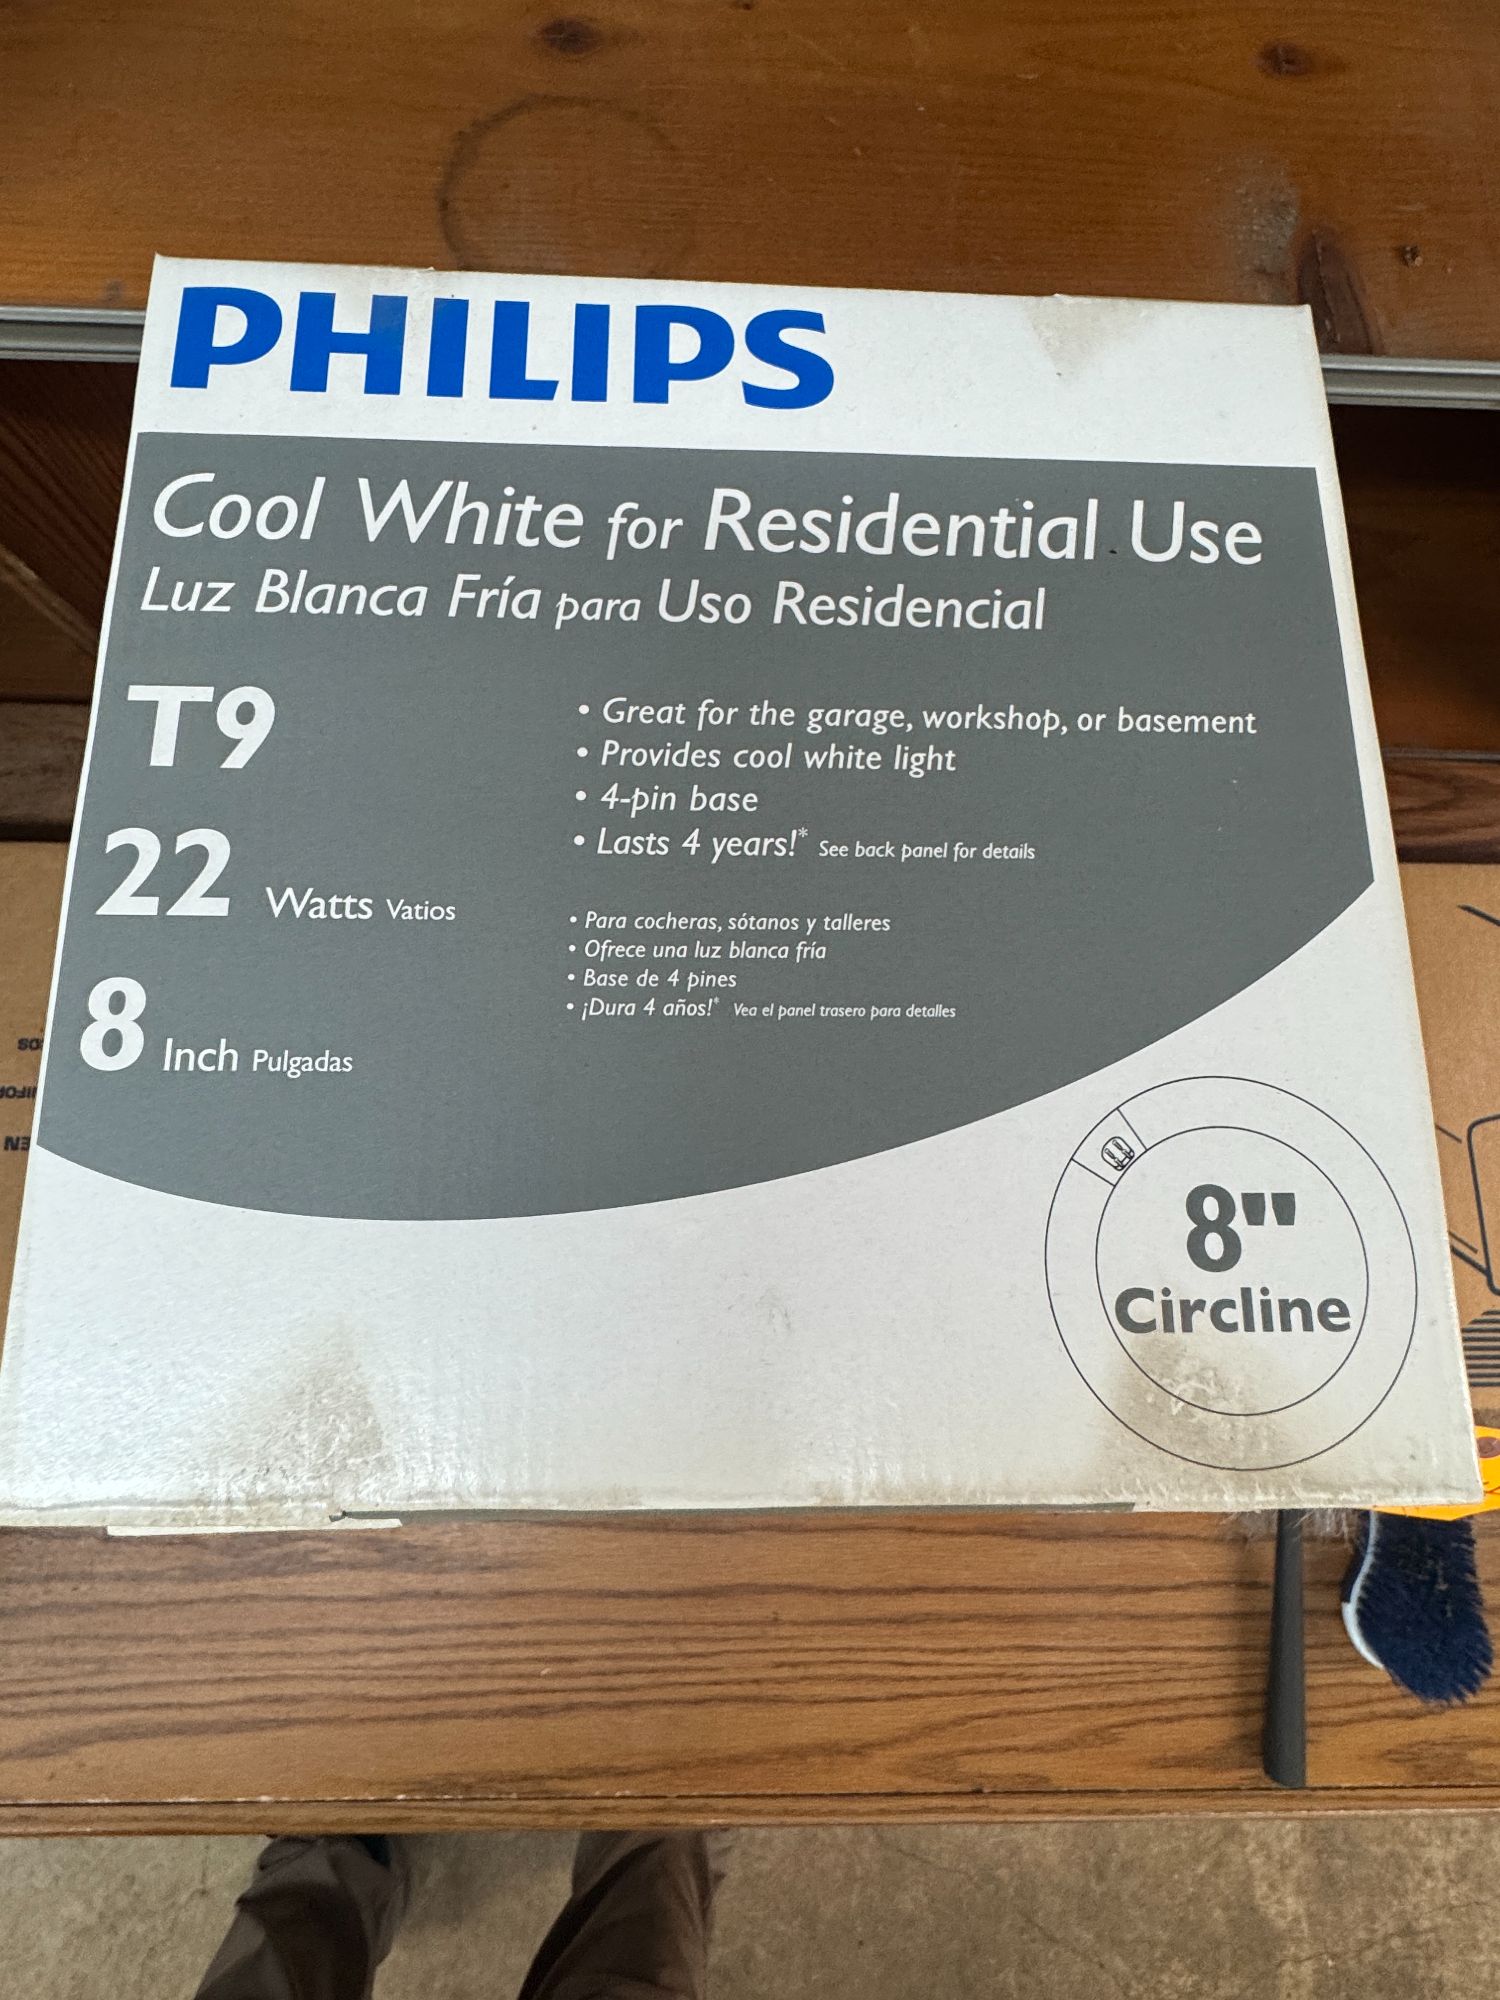 PHILIPS
Cool White for Residential Use
Luz Blanca Fría para Uso Residencial
T9
22 Watts Vatios
8 Inch Pulgadas
• Great for the garage, workshop, or basement
• Provides cool white light
• 4-pin base
• Lasts 4 years!* See back panel for details
• Para cocheras, sótanos y talleres
• Ofrece una luz blanca fría
• Base de 4 pines
• ¡Dura 4 años!* Vea el panel trasero para detalles
8"
Circline